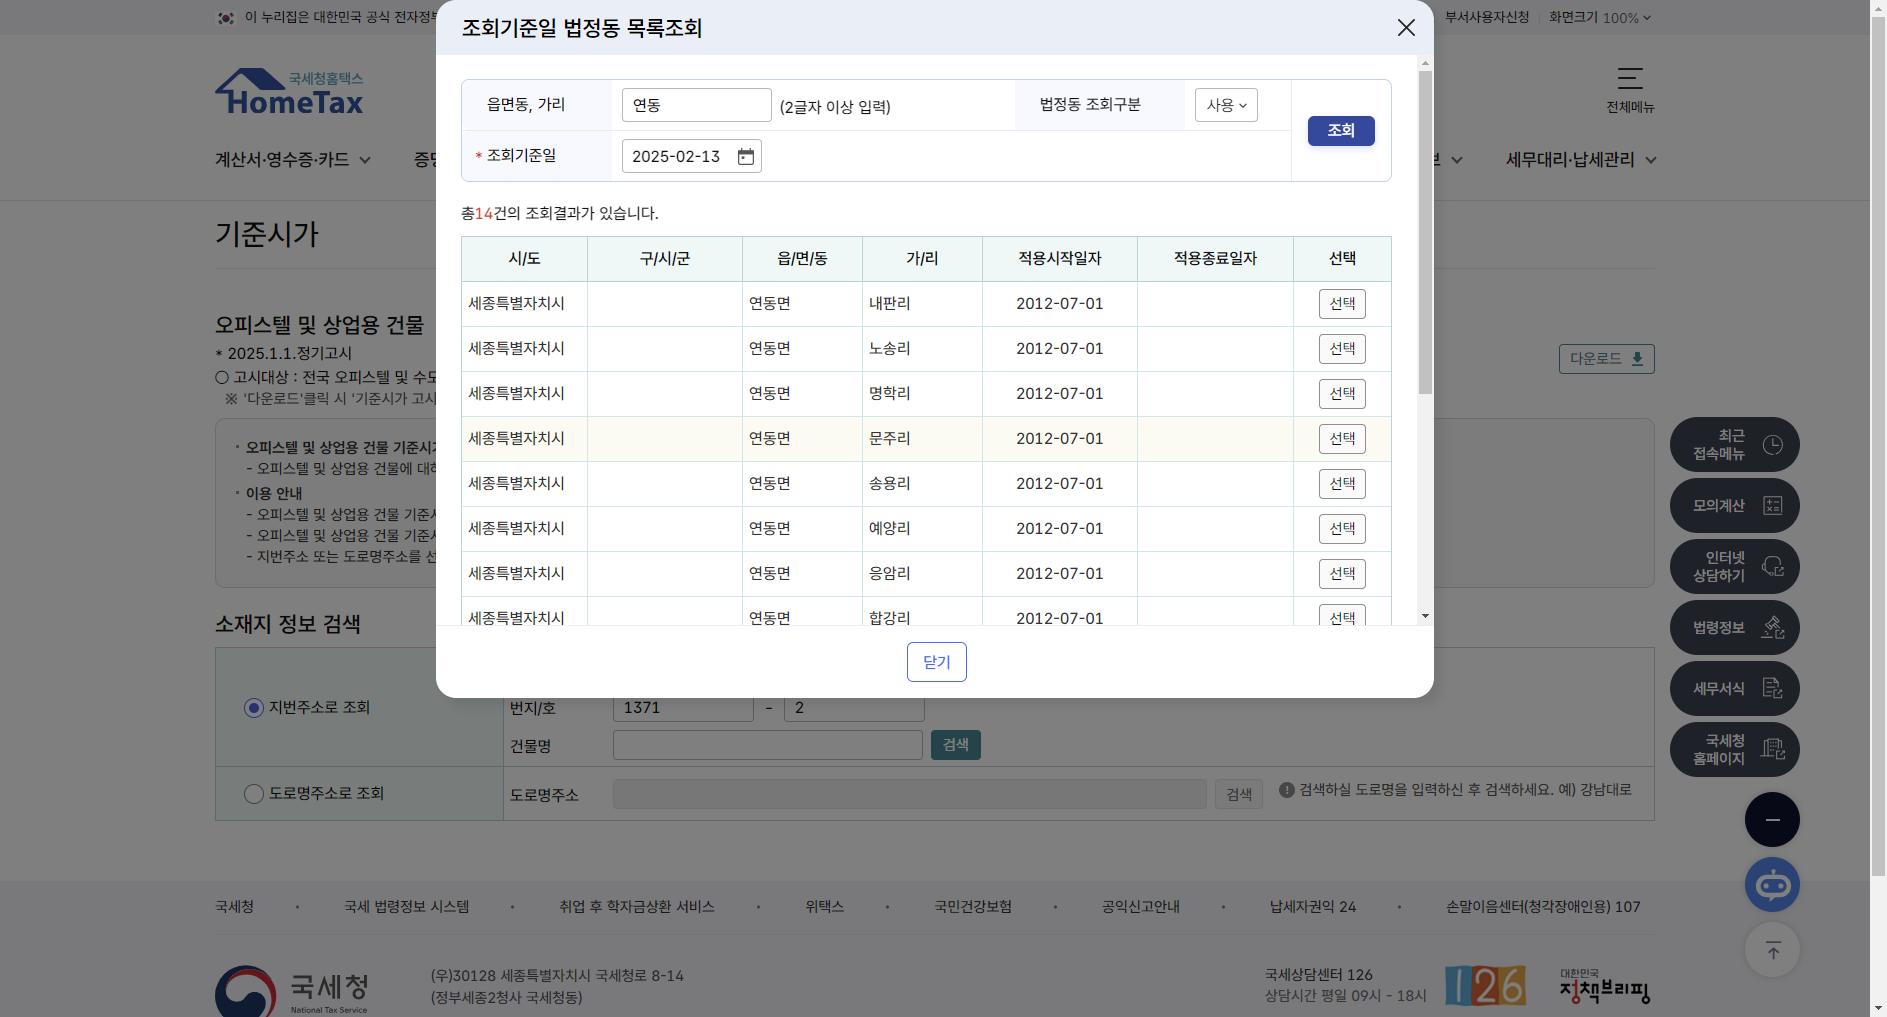 이 누리집은 대한민국 공식 전자정부
부서사용자신청
화면크기 100%
조회기준일 법정동 목록조회
국세청홈택스
HomeTax
전체메뉴
계산서·영수증·카드
세무대리·납세관리
읍면동, 가리
연동
(2글자 이상 입력)
법정동 조회구분
사용
조회
* 조회기준일
2025-02-13
총14건의 조회결과가 있습니다.
시/도 구/시/군 읍/면/동 가/리 적용시작일자 적용종료일자 선택
세종특별자치시 연동면 내판리 2012-07-01 선택
세종특별자치시 연동면 노송리 2012-07-01 선택
세종특별자치시 연동면 명학리 2012-07-01 선택
세종특별자치시 연동면 문주리 2012-07-01 선택
세종특별자치시 연동면 송용리 2012-07-01 선택
세종특별자치시 연동면 예양리 2012-07-01 선택
세종특별자치시 연동면 응암리 2012-07-01 선택
세종특별자치시 연동면 합강리 2012-07-01 선택
닫기
기준시가
오피스텔 및 상업용 건물
* 2025.1.1.정기고시
○ 고시대상 : 전국 오피스텔 및 수도
※ '다운로드'클릭 시 '기준시가 고시
다운로드
· 오피스텔 및 상업용 건물 기준시가
- 오피스텔 및 상업용 건물에 대하
· 이용 안내
- 오피스텔 및 상업용 건물 기준시
- 오피스텔 및 상업용 건물 기준시
- 지번주소 또는 도로명주소를 선
소재지 정보 검색
지번주소로 조회
번지/호 1371 - 2
건물명
검색
도로명주소로 조회
도로명주소
검색
검색하실 도로명을 입력하신 후 검색하세요. 예) 강남대로
최근
접속메뉴
모의계산
인터넷
상담하기
법령정보
세무서식
국세청
홈페이지
국세청 · 국세 법령정보 시스템 · 취업 후 학자금상환 서비스 · 위택스 · 국민건강보험 · 공익신고안내 · 납세자권익 24 · 손말이음센터(청각장애인용) 107
국세청
National Tax Service
(우)30128 세종특별자치시 국세청로 8-14
(정부세종2청사 국세청동)
국세상담센터 126
상담시간 평일 09시 - 18시
126
대한민국
정책브리핑